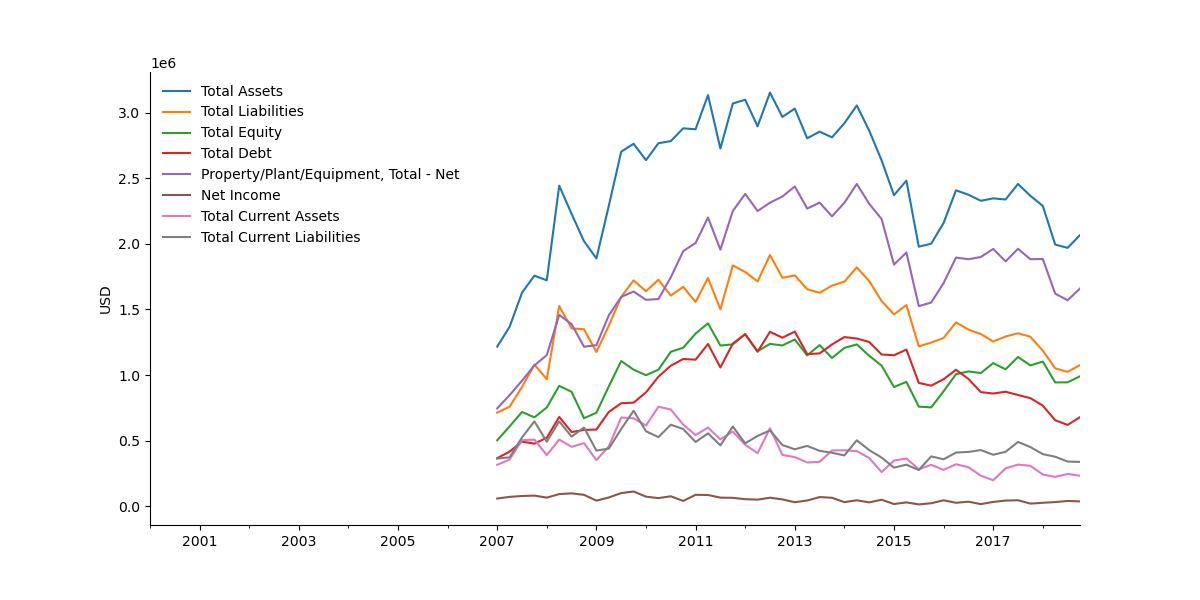 1e6
Total Assets
Total Liabilities
Total Equity
Total Debt
Property/Plant/Equipment, Total - Net
Net Income
Total Current Assets
Total Current Liabilities
USD
3.0
2.5
2.0
1.5
1.0
0.5
0.0
2001 2003 2005 2007 2009 2011 2013 2015 2017